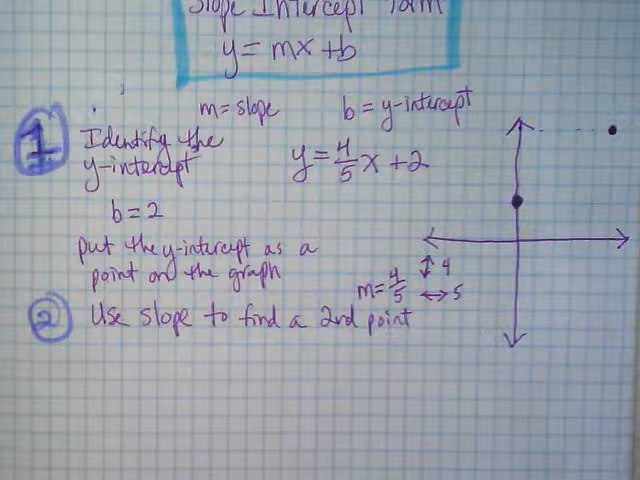 Slope Intercept Form
y = mx + b
m = slope
b = y-intercept
1
Identify the
y-intercept
y = 4/5 x + 2
b = 2
put the y-intercept as a
point on the graph
m = 4/5
↕ 4
↔ 5
2 Use slope to find a 2nd point